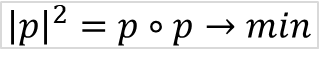 |p|² = p ∘ p → min